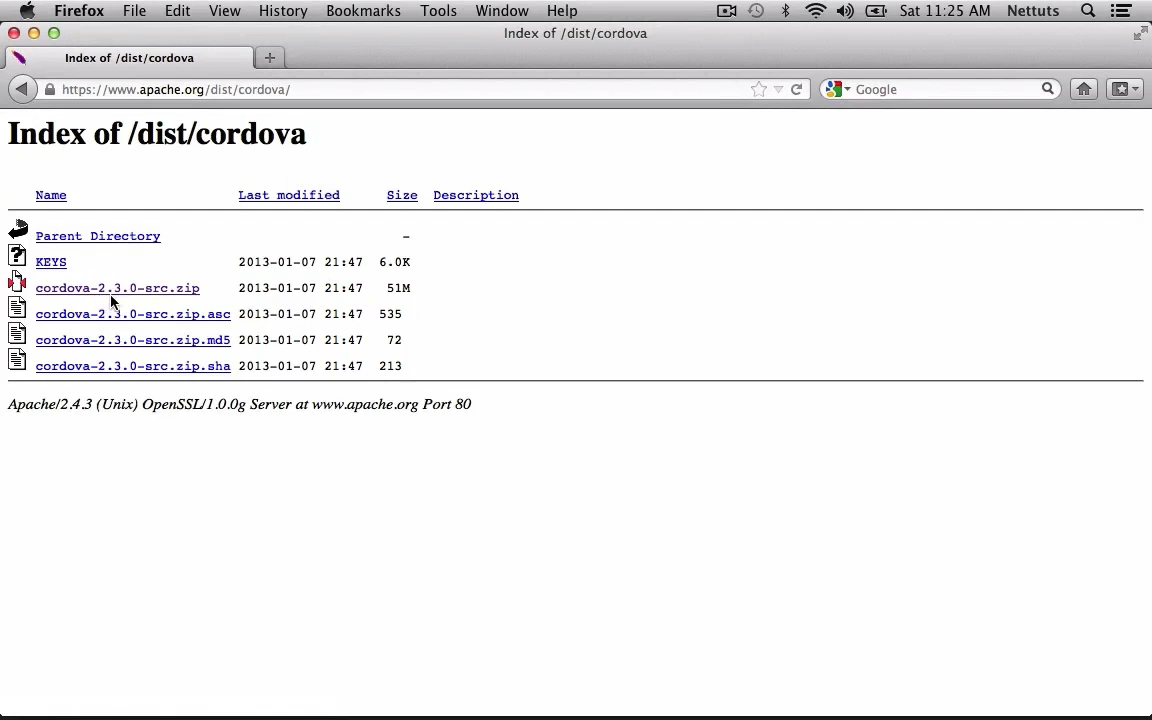 Firefox File Edit View History Bookmarks Tools Window Help Sat 11:25 AM Nettuts
Index of /dist/cordova
Index of /dist/cordova
https://www.apache.org/dist/cordova/ Google
Index of /dist/cordova
Name Last modified Size Description
Parent Directory -
KEYS 2013-01-07 21:47 6.0K
cordova-2.3.0-src.zip 2013-01-07 21:47 51M
cordova-2.3.0-src.zip.asc 2013-01-07 21:47 535
cordova-2.3.0-src.zip.md5 2013-01-07 21:47 72
cordova-2.3.0-src.zip.sha 2013-01-07 21:47 213
Apache/2.4.3 (Unix) OpenSSL/1.0.0g Server at www.apache.org Port 80